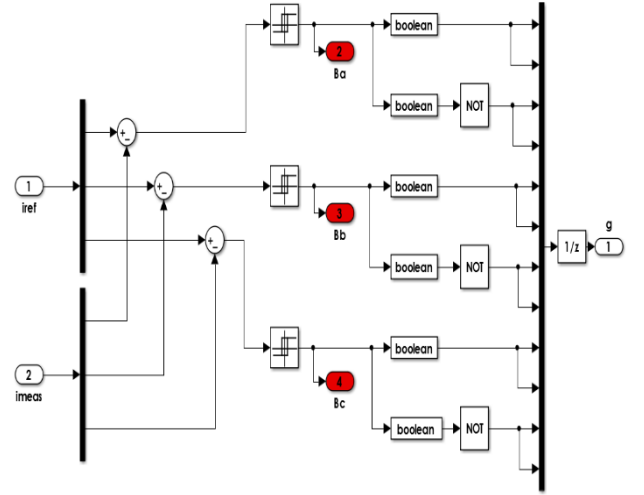 boolean
2
Ba
boolean
NOT
+
-
1
iref
+
-
boolean
3
Bb
+
-
boolean
NOT
g
1/z
1
2
imeas
boolean
4
Bc
boolean
NOT